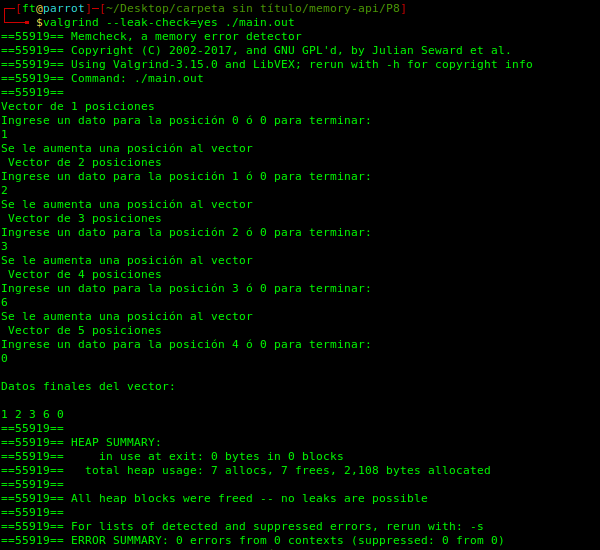 ┌─[ft@parrot]─[~/Desktop/carpeta sin título/memory-api/P8]
└──╼ $valgrind --leak-check=yes ./main.out
==55919== Memcheck, a memory error detector
==55919== Copyright (C) 2002-2017, and GNU GPL'd, by Julian Seward et al.
==55919== Using Valgrind-3.15.0 and LibVEX; rerun with -h for copyright info
==55919== Command: ./main.out
==55919==
Vector de 1 posiciones
Ingrese un dato para la posición 0 ó 0 para terminar:
1
Se le aumenta una posición al vector
 Vector de 2 posiciones
Ingrese un dato para la posición 1 ó 0 para terminar:
2
Se le aumenta una posición al vector
 Vector de 3 posiciones
Ingrese un dato para la posición 2 ó 0 para terminar:
3
Se le aumenta una posición al vector
 Vector de 4 posiciones
Ingrese un dato para la posición 3 ó 0 para terminar:
6
Se le aumenta una posición al vector
 Vector de 5 posiciones
Ingrese un dato para la posición 4 ó 0 para terminar:
0
Datos finales del vector:
1 2 3 6 0
==55919==
==55919== HEAP SUMMARY:
==55919==     in use at exit: 0 bytes in 0 blocks
==55919==   total heap usage: 7 allocs, 7 frees, 2,108 bytes allocated
==55919==
==55919== All heap blocks were freed -- no leaks are possible
==55919==
==55919== For lists of detected and suppressed errors, rerun with: -s
==55919== ERROR SUMMARY: 0 errors from 0 contexts (suppressed: 0 from 0)